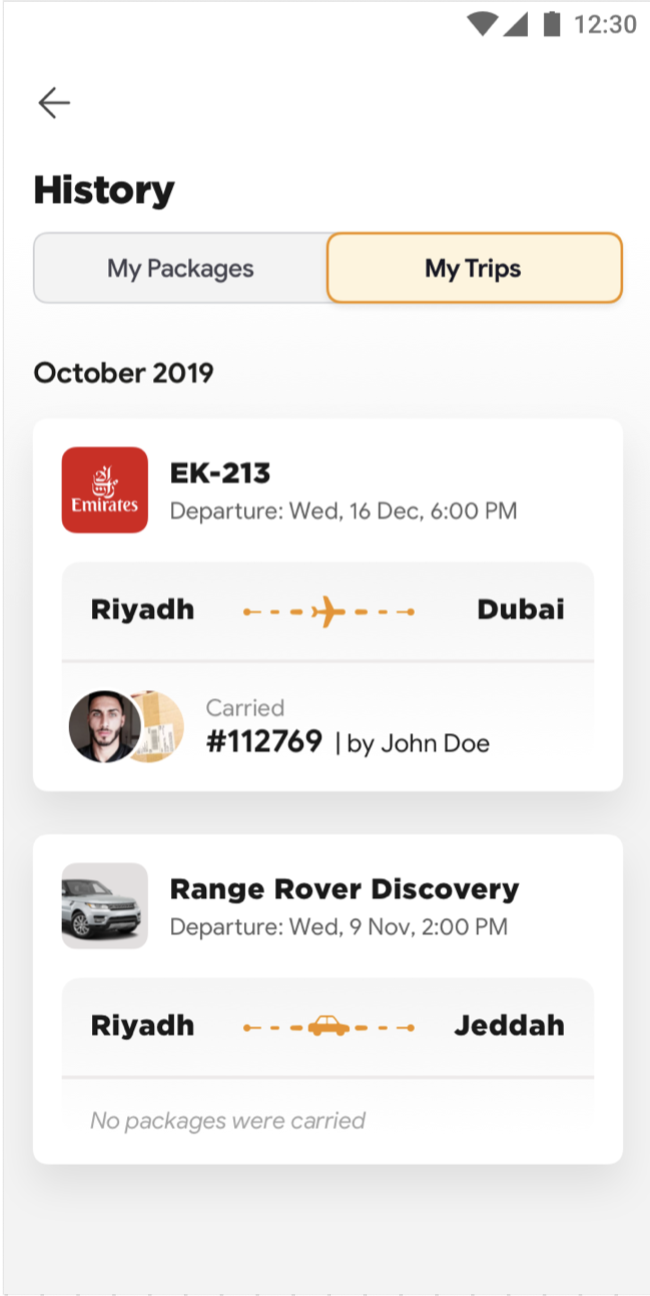 12:30
History
My Packages
My Trips
October 2019
Emirates
EK-213
Departure: Wed, 16 Dec, 6:00 PM
Riyadh Dubai
Carried
#112769 | by John Doe
Range Rover Discovery
Departure: Wed, 9 Nov, 2:00 PM
Riyadh Jeddah
No packages were carried